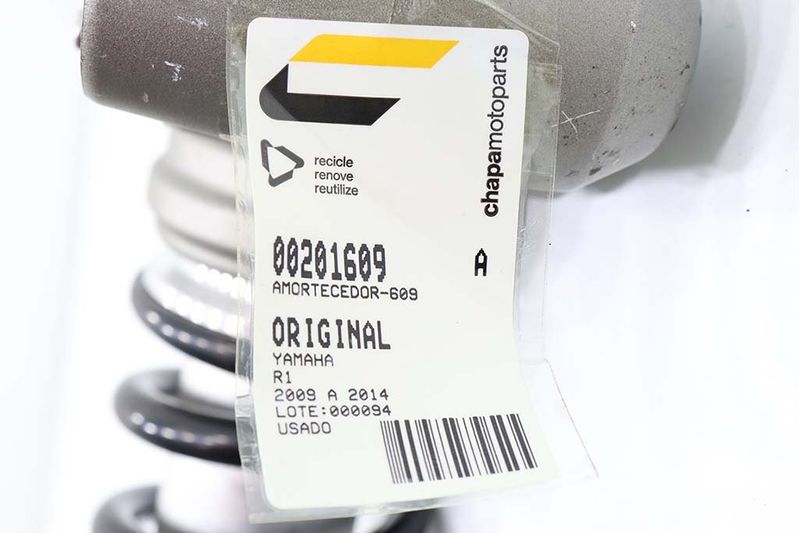 chapamotoparts
recicle
renove
reutilize
00201609
A
AMORTECEDOR-609
ORIGINAL
YAMAHA
R1
2009 A 2014
LOTE:000094
USADO